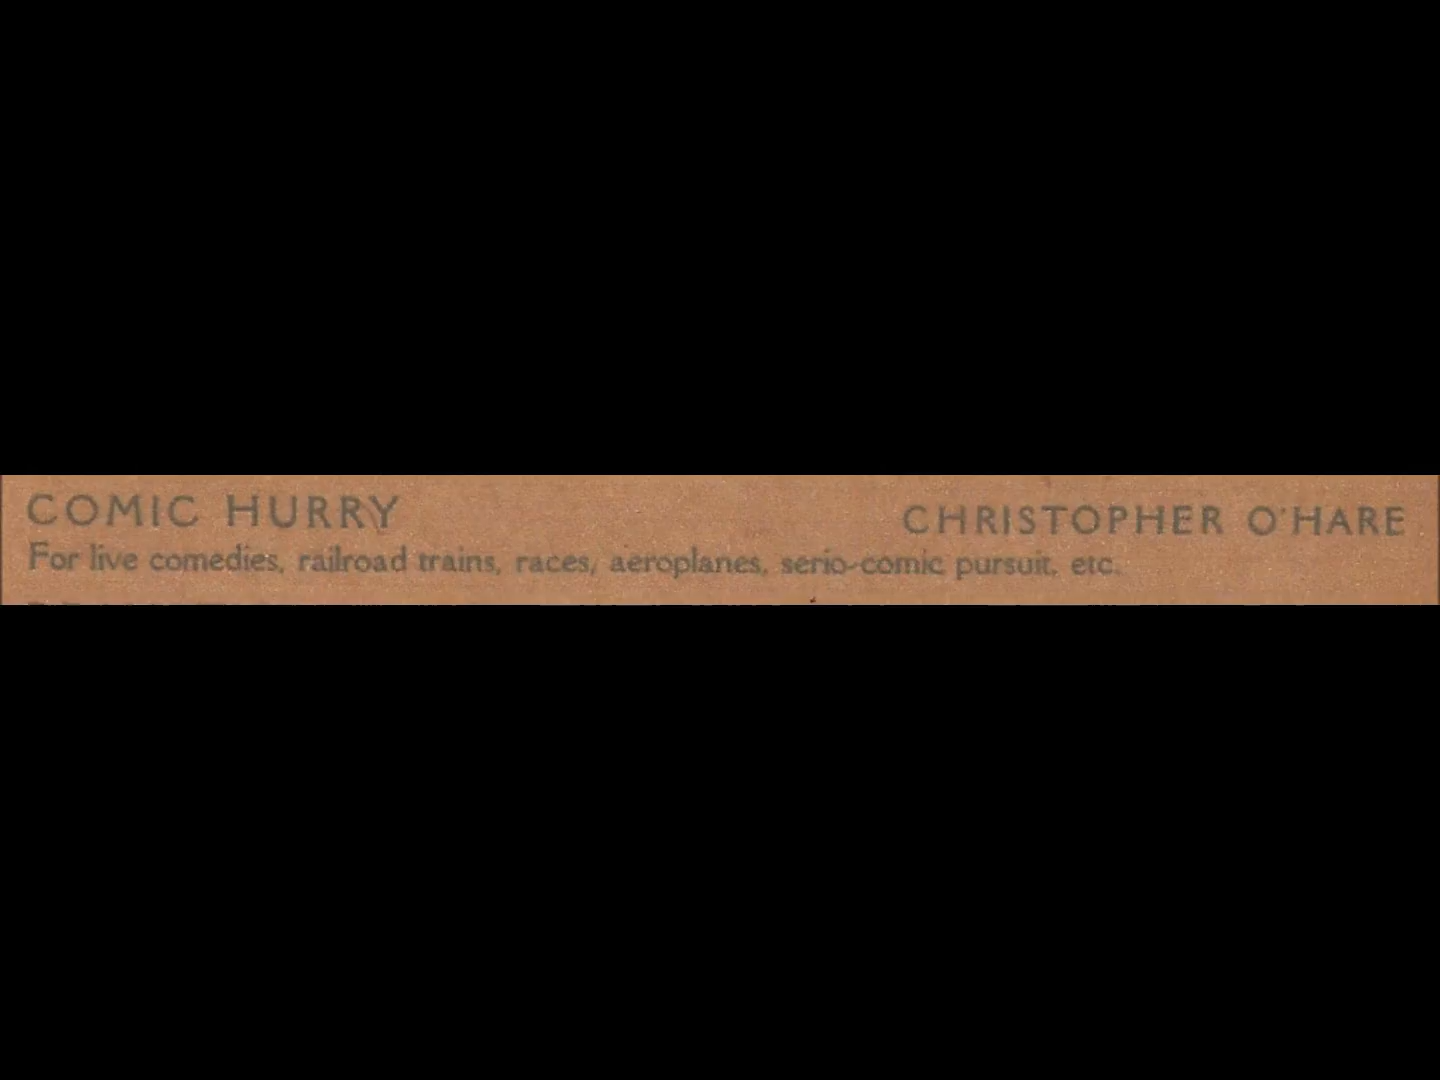 COMIC HURRY CHRISTOPHER O'HARE
For live comedies, railroad trains, races, aeroplanes, serio-comic pursuit, etc.